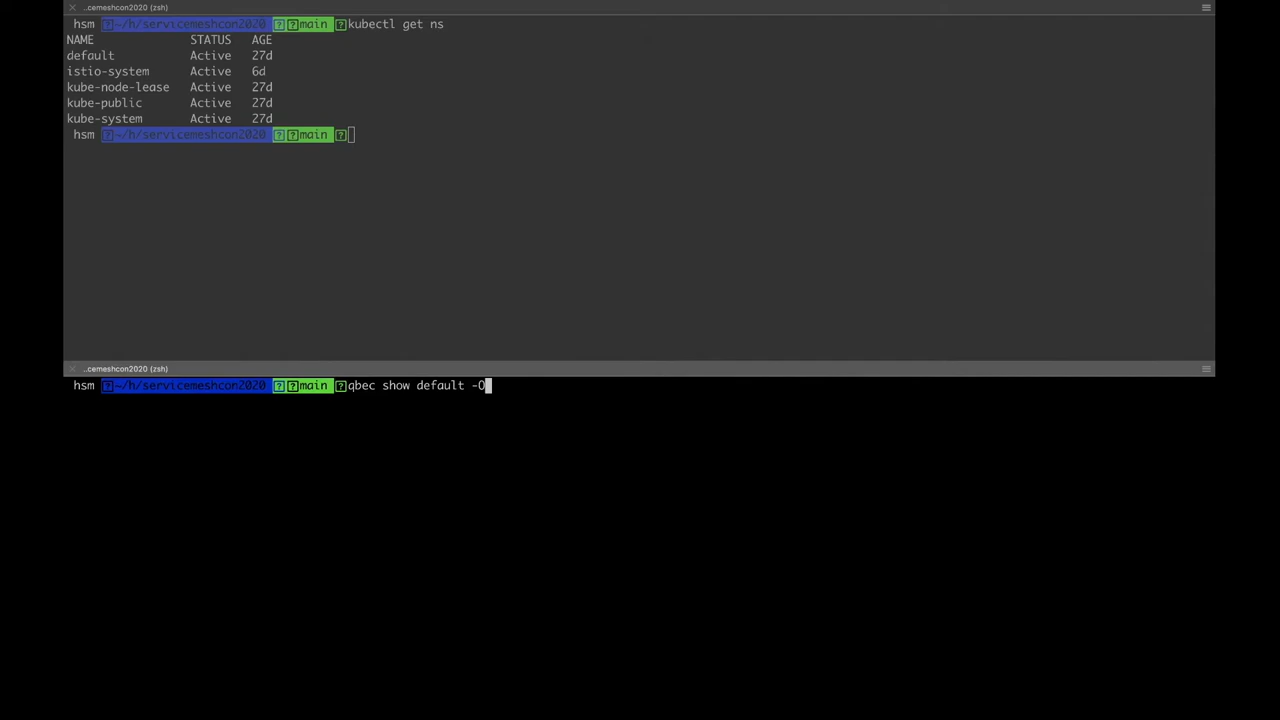 ..cemeshcon2020 (zsh)
hsm ~/h/servicemeshcon2020 main kubectl get ns
NAME STATUS AGE
default Active 27d
istio-system Active 6d
kube-node-lease Active 27d
kube-public Active 27d
kube-system Active 27d
hsm ~/h/servicemeshcon2020 main
..cemeshcon2020 (zsh)
hsm ~/h/servicemeshcon2020 main qbec show default -O